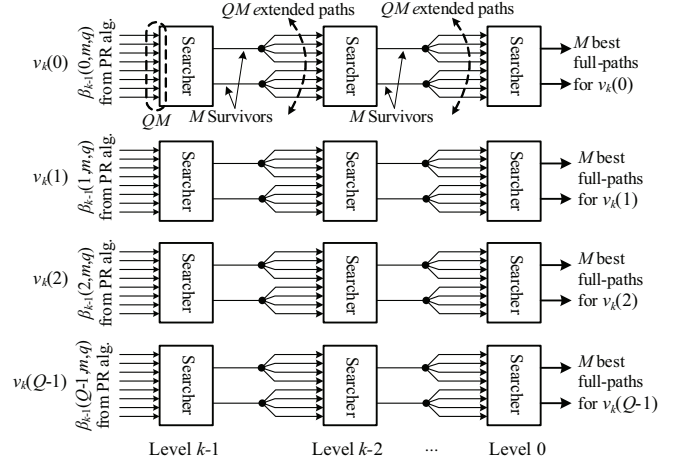 QM extended paths
QM extended paths
v_k(0)
β_{k-1}(0,m,q)
from PR alg.
QM
Searcher
M Survivors
Searcher
M Survivors
Searcher
M best
full-paths
for v_k(0)
v_k(1)
β_{k-1}(1,m,q)
from PR alg.
Searcher
Searcher
Searcher
M best
full-paths
for v_k(1)
v_k(2)
β_{k-1}(2,m,q)
from PR alg.
Searcher
Searcher
Searcher
M best
full-paths
for v_k(2)
v_k(Q-1)
β_{k-1}(Q-1,m,q)
from PR alg.
Searcher
Searcher
Searcher
M best
full-paths
for v_k(Q-1)
Level k-1
Level k-2
...
Level 0